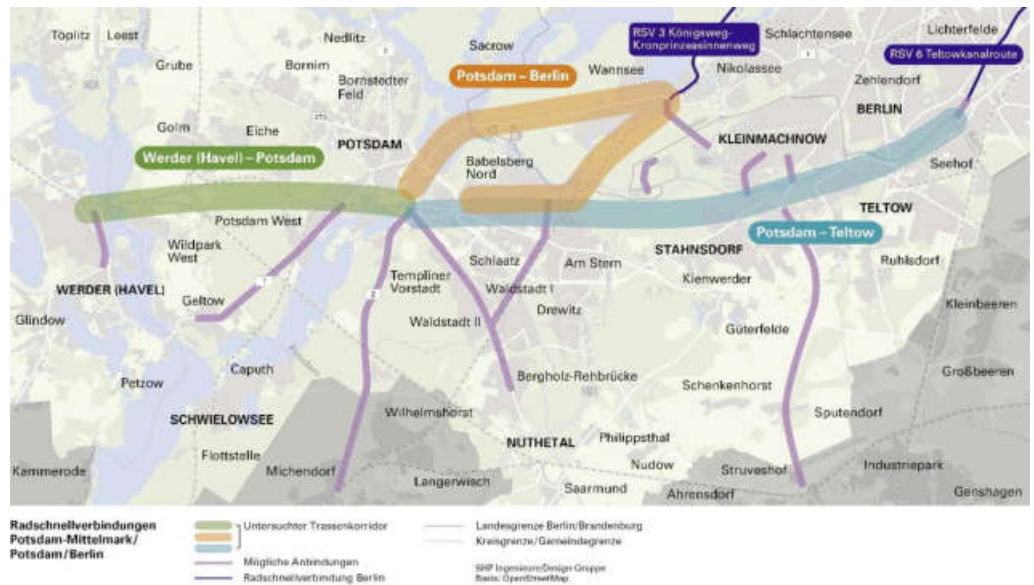 Töplitz
Leest
Nedlitz
Sacrow
RSV 3 Königsweg-
Kronprinzessinnenweg
Schlachtensee
Lichterfelde
RSV 6 Teltowkanalroute
Grube
Bornim
Bornstedter
Feld
Potsdam – Berlin
Wannsee
Nikolassee
Zehlendorf
BERLIN
Golm
Eiche
POTSDAM
KLEINMACHNOW
Werder (Havel) – Potsdam
Babelsberg
Nord
Seehof
TELTOW
Potsdam West
Potsdam – Teltow
Wildpark
West
Schlaatz
Am Stern
STAHNSDORF
Ruhlsdorf
WERDER (HAVEL)
Geltow
1
2
Templiner
Vorstadt
Waldstadt I
Kienwerder
Glindow
Waldstadt II
Drewitz
Güterfelde
Kleinbeeren
Petzow
Caputh
Bergholz-Rehbrücke
Schenkenhorst
Großbeeren
SCHWIELOWSEE
Wilhelmshorst
Sputendorf
NUTHETAL
Philippsthal
Kammerode
Flottstelle
Michendorf
Langerwisch
Nudow
Struveshof
Industriepark
Saarmund
Ahrensdorf
Genshagen
Radschnellverbindungen
Potsdam-Mittelmark/
Potsdam/Berlin
Untersuchter Trassenkorridor
Mögliche Anbindungen
Radschnellverbindung Berlin
Landesgrenze Berlin/Brandenburg
Kreisgrenze/Gemeindegrenze
SHP Ingenieure/Design-Gruppe
Basis: OpenStreetMap